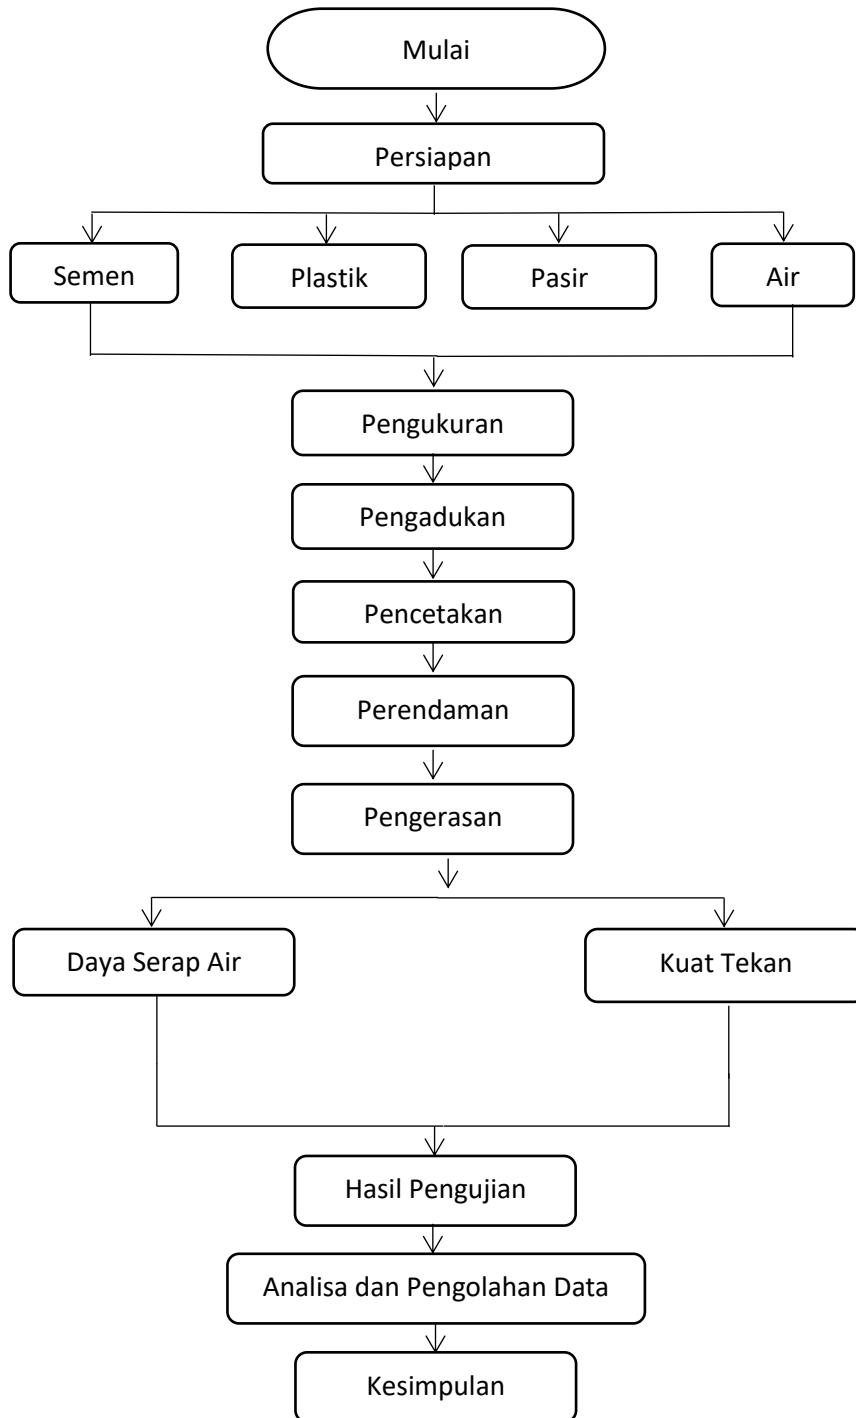 Mulai
Persiapan
Semen
Plastik
Pasir
Air
Pengukuran
Pengadukan
Pencetakan
Perendaman
Pengerasan
Daya Serap Air
Kuat Tekan
Hasil Pengujian
Analisa dan Pengolahan Data
Kesimpulan